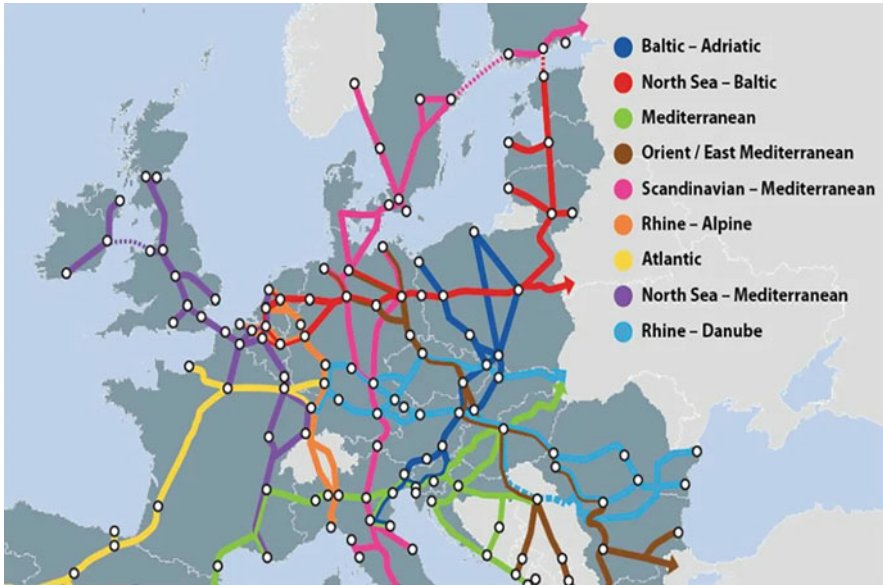 Baltic – Adriatic
North Sea – Baltic
Mediterranean
Orient / East Mediterranean
Scandinavian – Mediterranean
Rhine – Alpine
Atlantic
North Sea – Mediterranean
Rhine – Danube